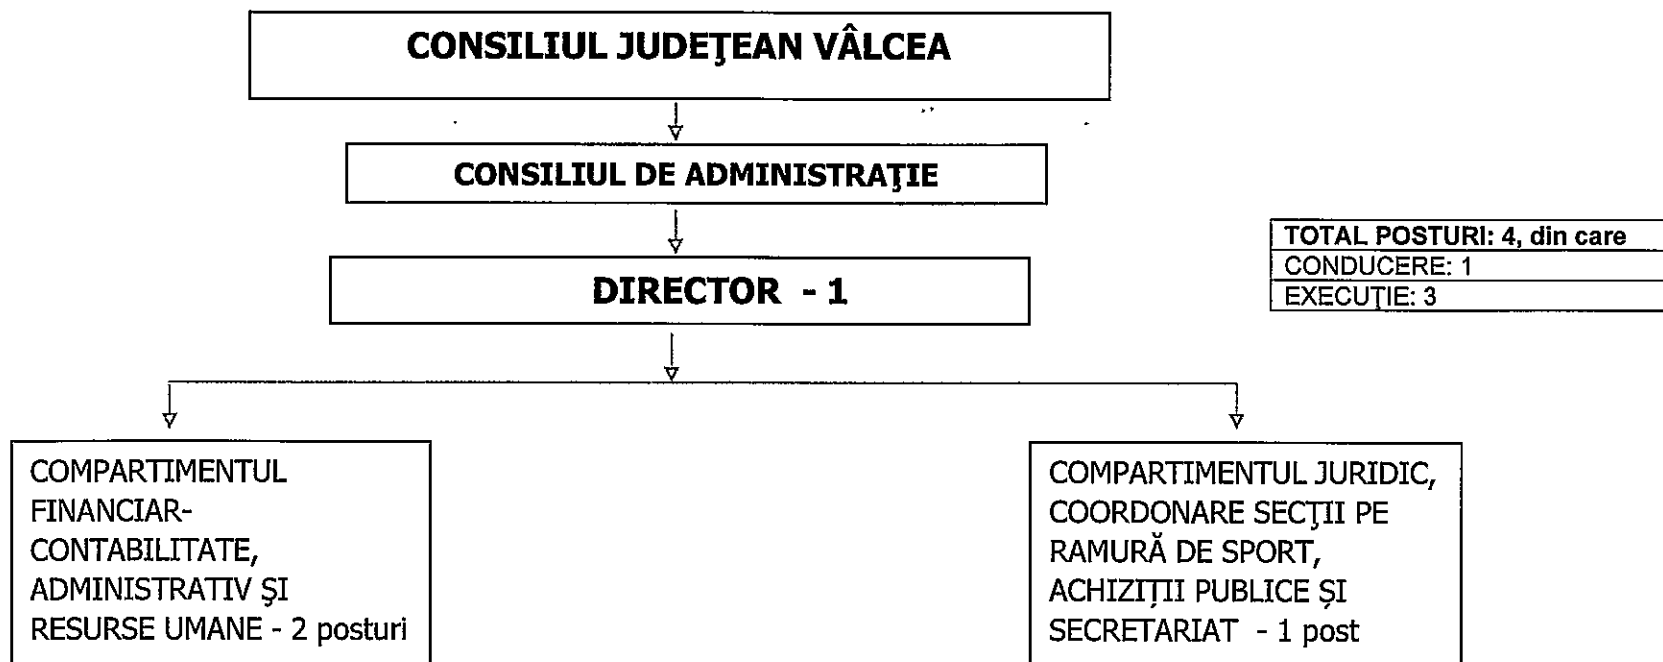 CONSILIUL JUDEŢEAN VÂLCEA
CONSILIUL DE ADMINISTRAŢIE
DIRECTOR - 1
TOTAL POSTURI: 4, din care
CONDUCERE: 1
EXECUŢIE: 3
COMPARTIMENTUL
FINANCIAR-
CONTABILITATE,
ADMINISTRATIV ŞI
RESURSE UMANE - 2 posturi
COMPARTIMENTUL JURIDIC,
COORDONARE SECŢII PE
RAMURĂ DE SPORT,
ACHIZIȚII PUBLICE ȘI
SECRETARIAT - 1 post